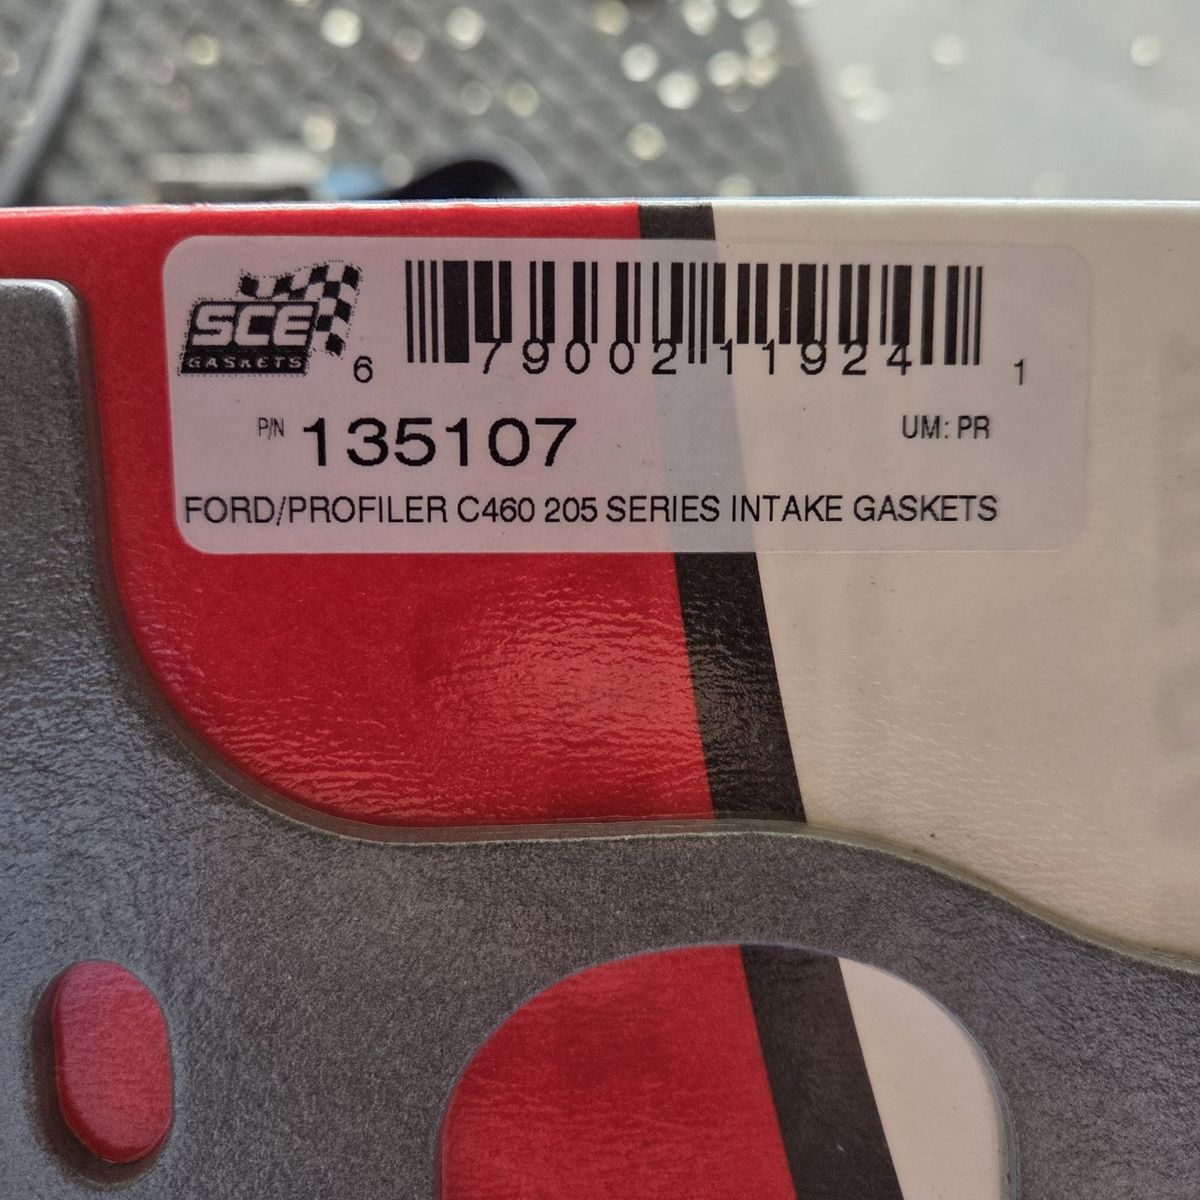 SCE
GASKETS
6 79002 11924 1
P/N 135107
UM: PR
FORD/PROFILER C460 205 SERIES INTAKE GASKETS